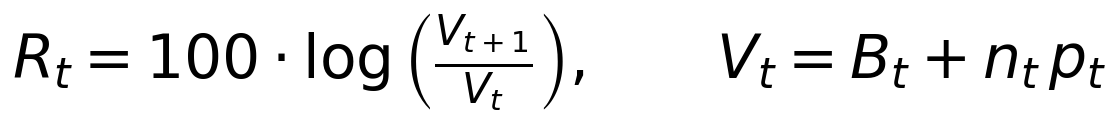 R_t = 100 · log(V_{t+1}/V_t), V_t = B_t + n_t p_t